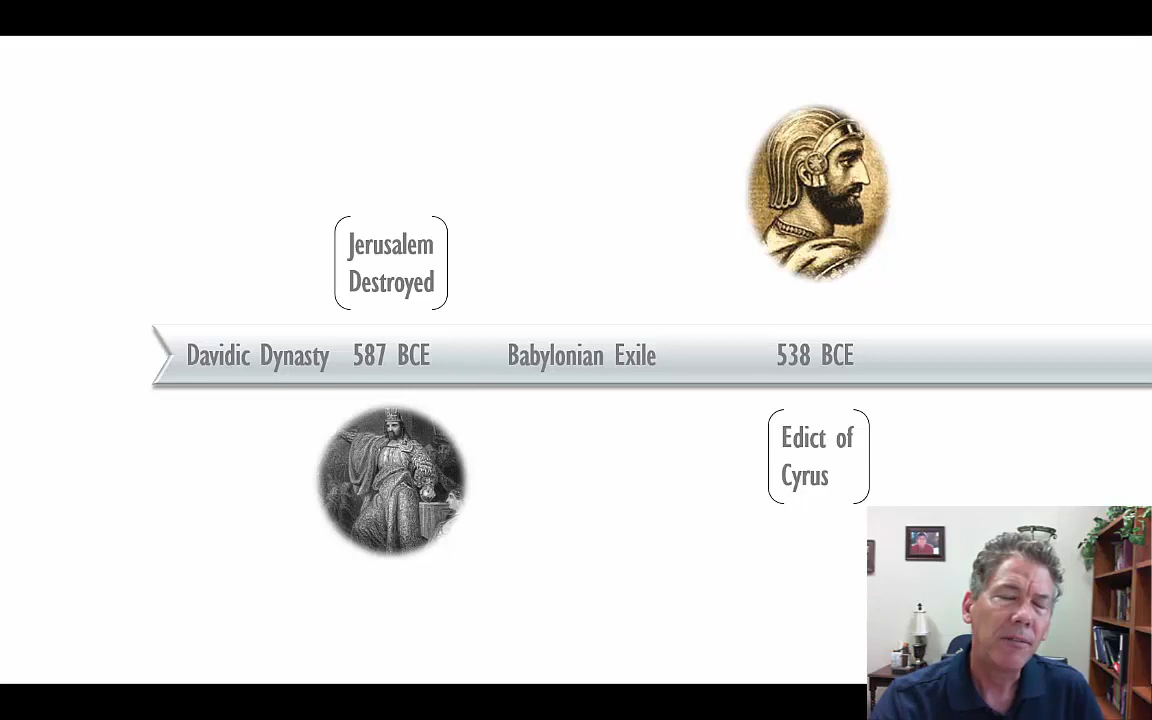 Jerusalem
Destroyed
Davidic Dynasty 587 BCE Babylonian Exile 538 BCE
Edict of
Cyrus